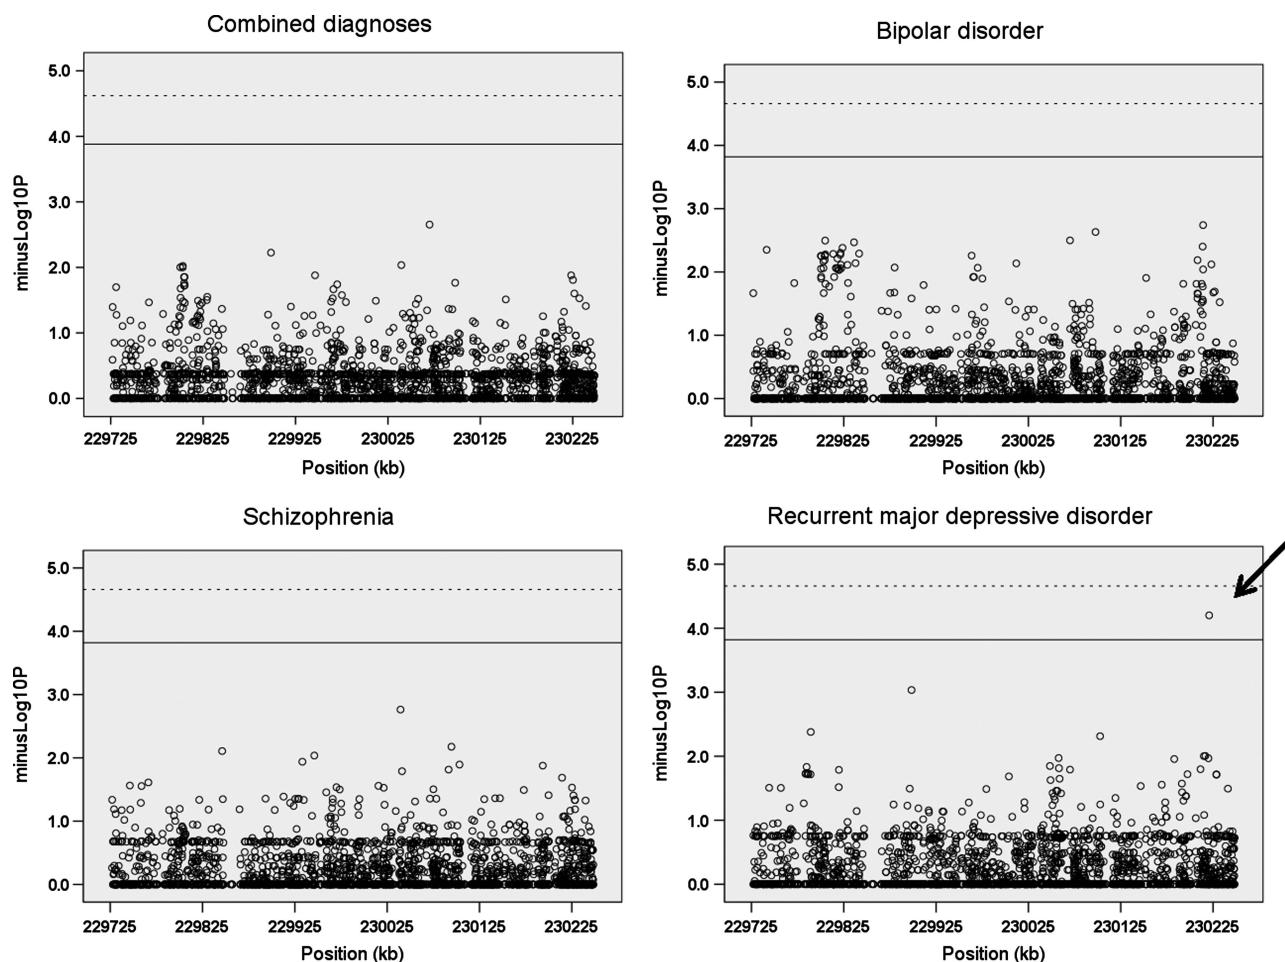 Combined diagnoses
5.0
4.0
3.0
2.0
1.0
0.0
minusLog10P
229725 229825 229925 230025 230125 230225
Position (kb)
Bipolar disorder
5.0
4.0
3.0
2.0
1.0
0.0
minusLog10P
229725 229825 229925 230025 230125 230225
Position (kb)
Schizophrenia
5.0
4.0
3.0
2.0
1.0
0.0
minusLog10P
229725 229825 229925 230025 230125 230225
Position (kb)
Recurrent major depressive disorder
5.0
4.0
3.0
2.0
1.0
0.0
minusLog10P
229725 229825 229925 230025 230125 230225
Position (kb)